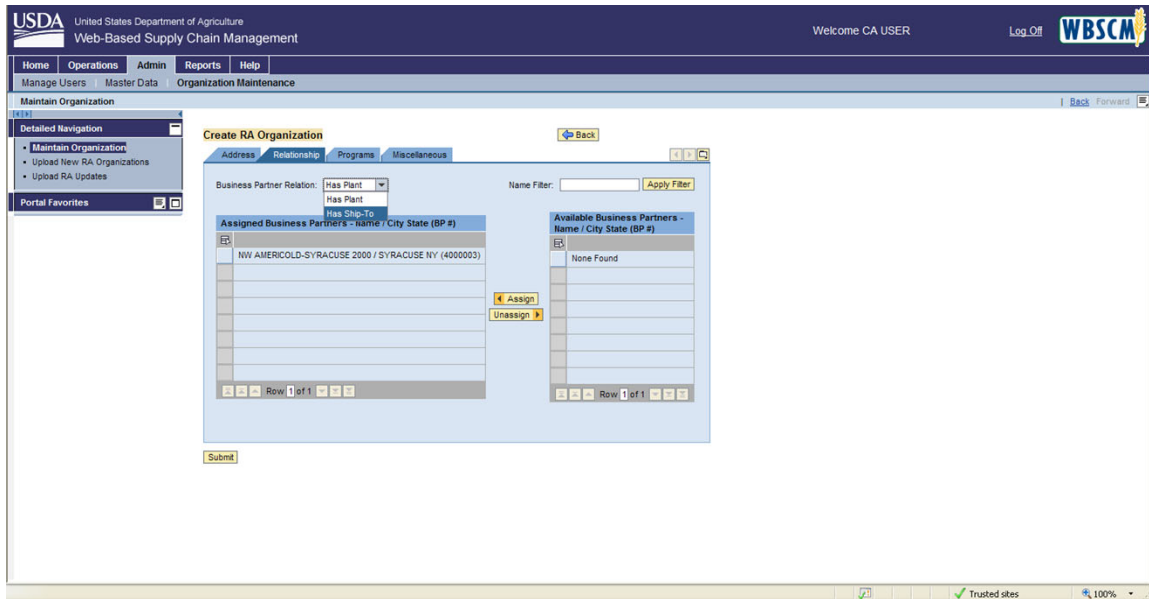 USDA United States Department of Agriculture
Web-Based Supply Chain Management
Welcome CA USER
Log Off
WBSCM
Home Operations Admin Reports Help
Manage Users Master Data Organization Maintenance
Maintain Organization
Back Forward
Detailed Navigation
Maintain Organization
Upload New RA Organizations
Upload RA Updates
Portal Favorites
Create RA Organization
Back
Address Relationship Programs Miscellaneous
Business Partner Relation: Has Plant
Name Filter: Apply Filter
Has Plant
Has Ship-To
Assigned Business Partners - Name / City State (BP #)
NW AMERICOLD-SYRACUSE 2000 / SYRACUSE NY (4000003)
Row 1 of 1
Assign
Unassign
Available Business Partners -
Name / City State (BP #)
None Found
Row 1 of 1
Submit
Trusted sites
100%